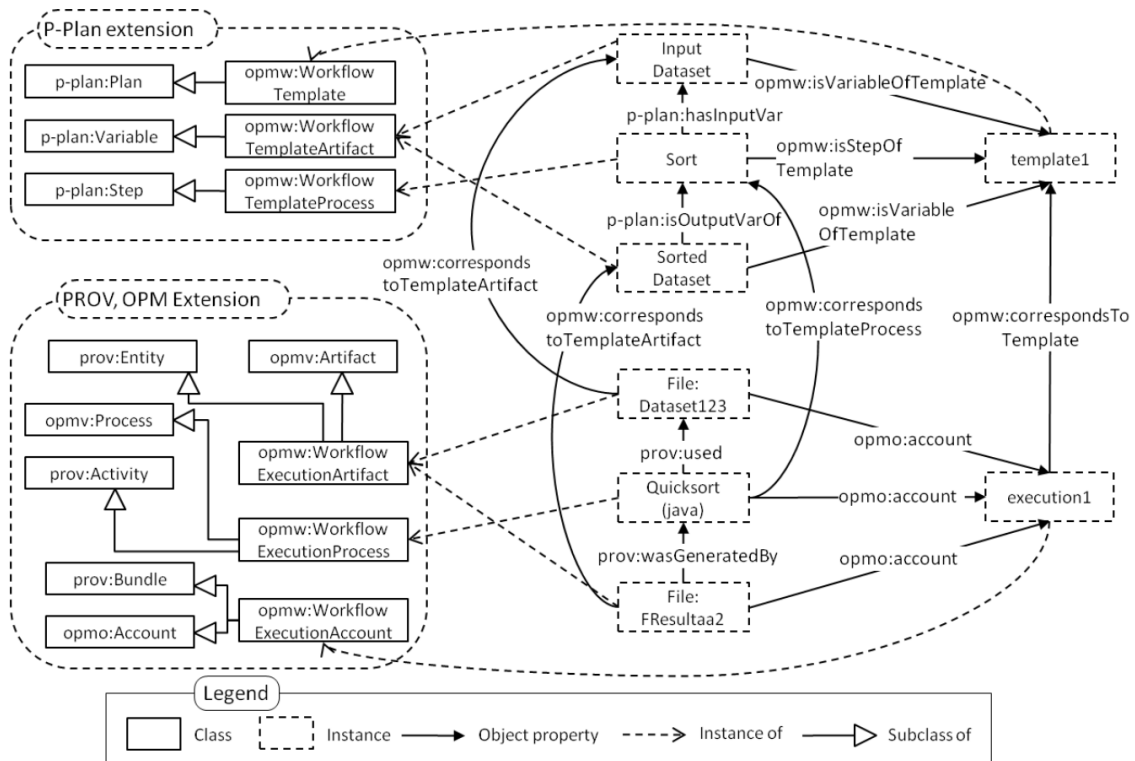 P-Plan extension
p-plan:Plan
opmw:Workflow
Template
p-plan:Variable
opmw:Workflow
TemplateArtifact
p-plan:Step
opmw:Workflow
TemplateProcess
Input
Dataset
opmw:isVariableOfTemplate
p-plan:hasInputVar
Sort
opmw:isStepOf
Template
template1
p-plan:isOutputVarOf
opmw:isVariable
OfTemplate
Sorted
Dataset
opmw:corresponds
toTemplateArtifact
opmw:corresponds
toTemplateArtifact
opmw:corresponds
toTemplateProcess
opmw:correspondsTo
Template
PROV, OPM Extension
prov:Entity
opmv:Artifact
opmv:Process
prov:Activity
opmw:Workflow
ExecutionArtifact
opmw:Workflow
ExecutionProcess
prov:Bundle
opmo:Account
opmw:Workflow
ExecutionAccount
File:
Dataset123
opmo:account
prov:used
Quicksort
(java)
opmo:account
execution1
prov:wasGeneratedBy
opmo:account
File:
FResultaa2
Legend
Class
Instance
Object property
Instance of
Subclass of